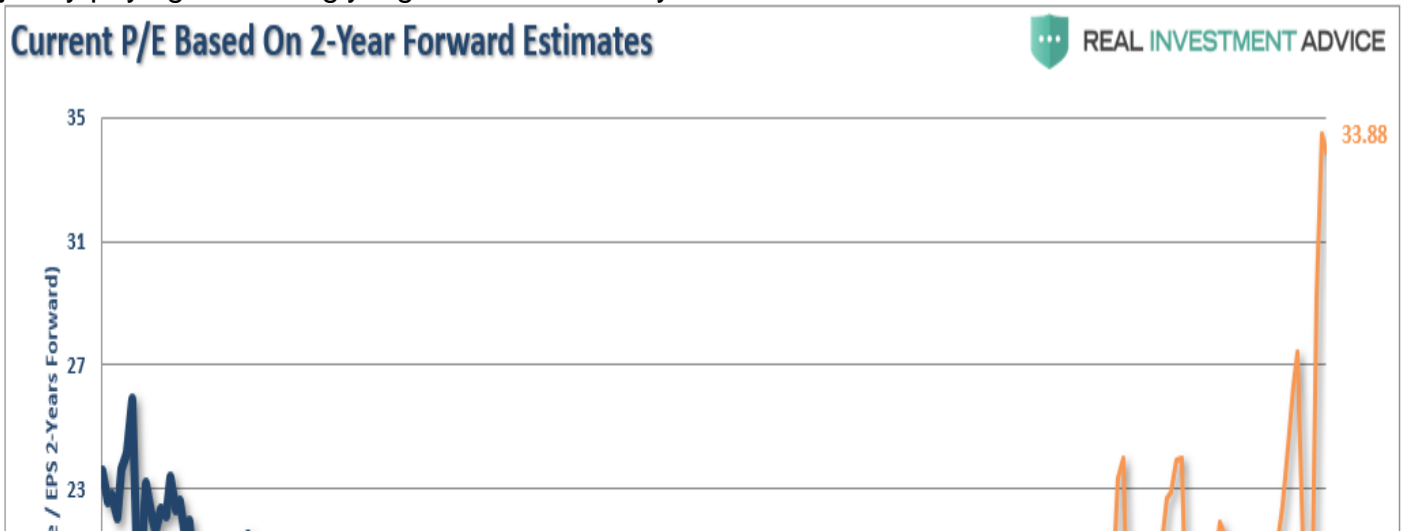 Current P/E Based On 2-Year Forward Estimates
REAL INVESTMENT ADVICE
35
33.88
31
27
23
/ EPS 2-Years Forward)